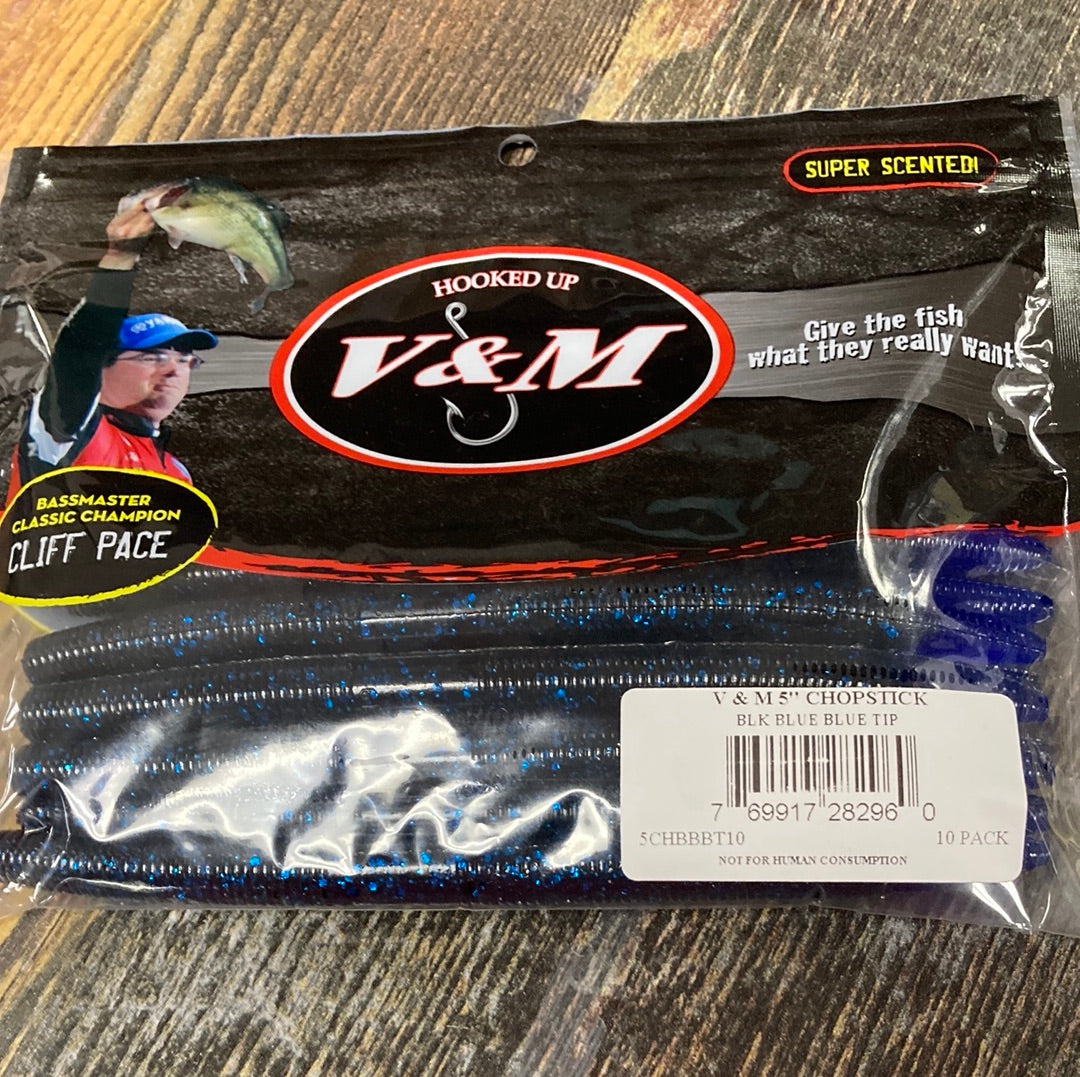 SUPER SCENTED!
HOOKED UP
V&M
Give the fish
what they really want!
BASSMASTER
CLASSIC CHAMPION
CLIFF PACE
V & M 5'' CHOPSTICK
BLK BLUE BLUE TIP
7 69917 28296 0
5CHBBBT10 10 PACK
NOT FOR HUMAN CONSUMPTION